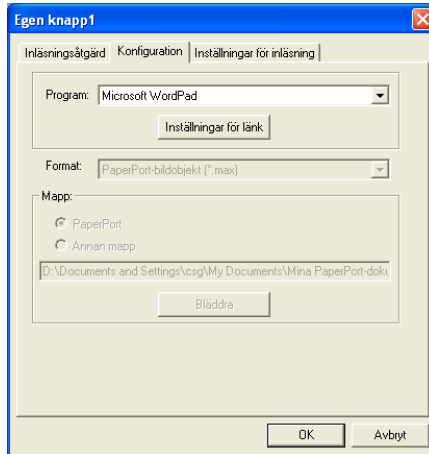 Egen knapp1
Inläsningsåtgärd Konfiguration Inställningar för inläsning
Program: Microsoft WordPad
Inställningar för länk
Format: PaperPort-bildobjekt (*.max)
Mapp:
PaperPort
Annan mapp
D:\Documents and Settings\csg\My Documents\Mina PaperPort-doku
Bläddra
OK Avbryt